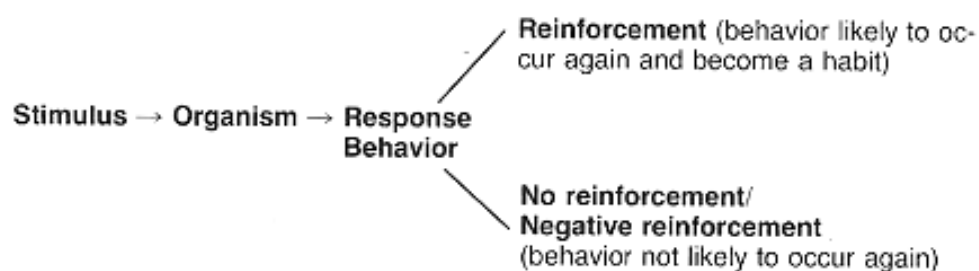 Reinforcement (behavior likely to oc-
cur again and become a habit)
Stimulus → Organism → Response
Behavior
No reinforcement/
Negative reinforcement
(behavior not likely to occur again)